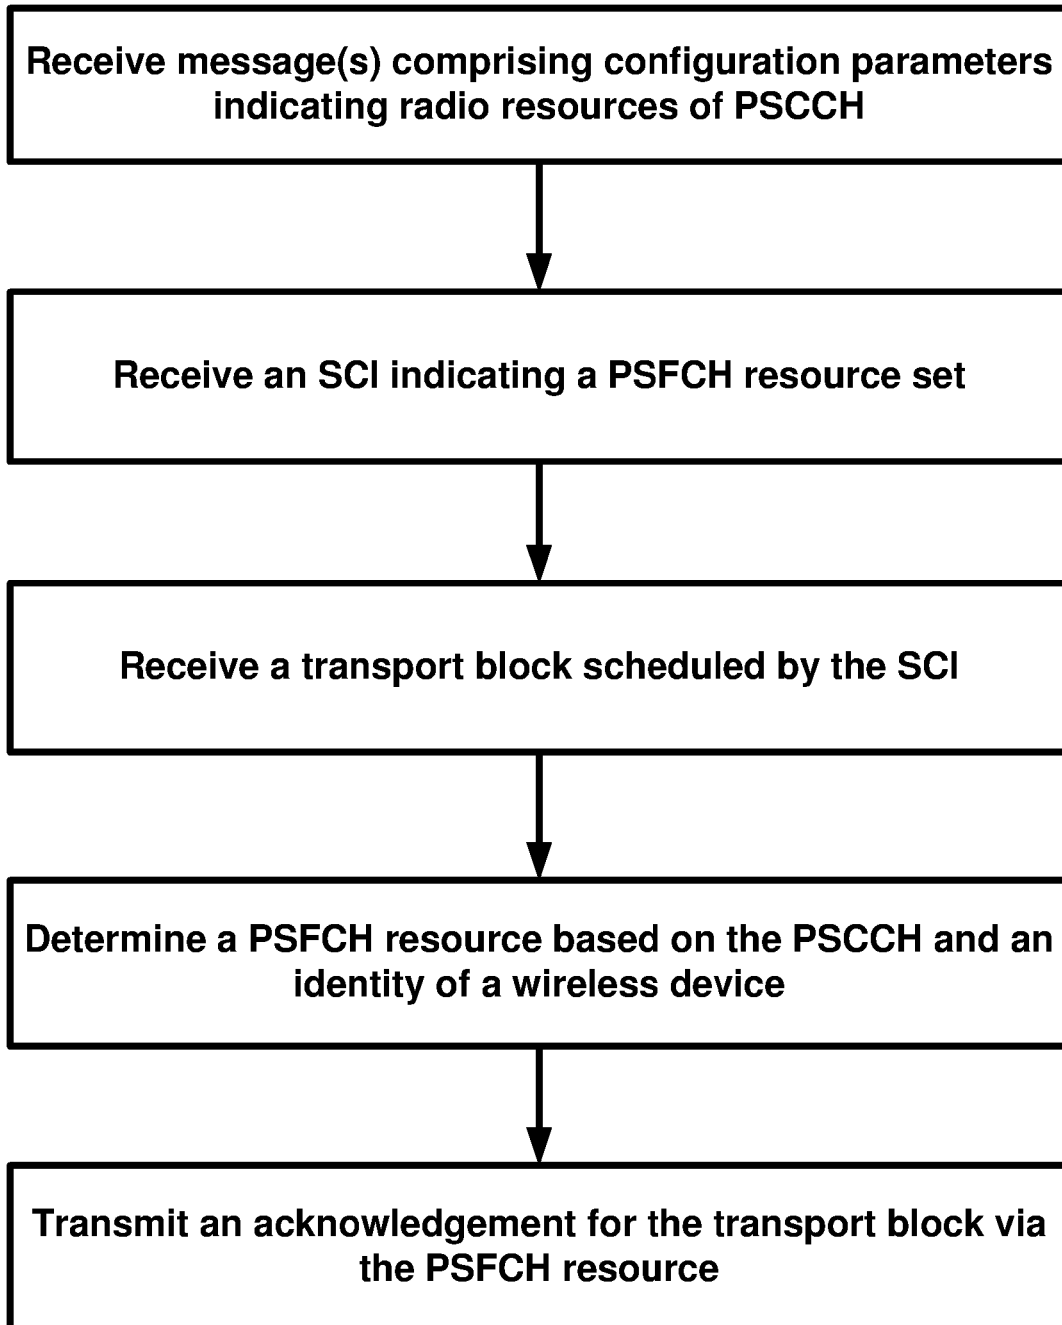 Receive message(s) comprising configuration parameters
indicating radio resources of PSCCH
Receive an SCI indicating a PSFCH resource set
Receive a transport block scheduled by the SCI
Determine a PSFCH resource based on the PSCCH and an
identity of a wireless device
Transmit an acknowledgement for the transport block via
the PSFCH resource